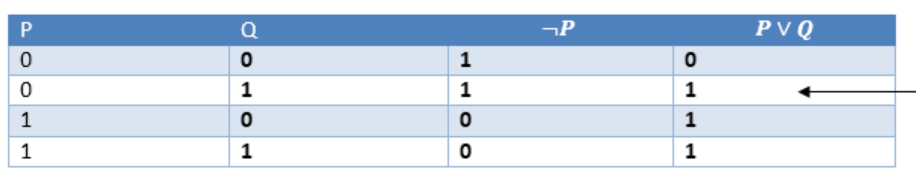 P Q ¬P P ∨ Q
0 0 1 0
0 1 1 1
1 0 0 1
1 1 0 1